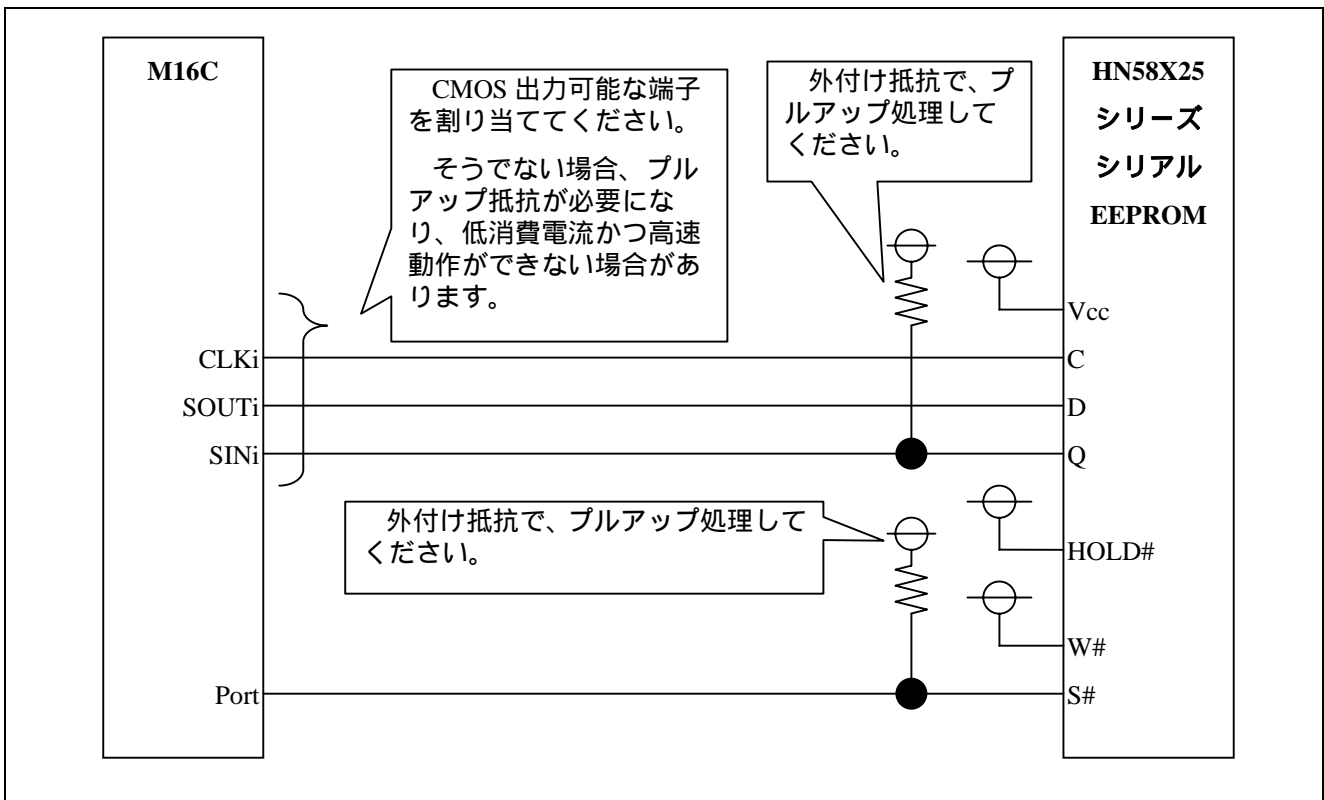 M16C
CMOS 出力可能な端子
を割り当ててください。
そうでない場合、プル
アップ抵抗が必要にな
り、低消費電流かつ高速
動作ができない場合があ
ります。
外付け抵抗で、プ
ルアップ処理して
ください。
HN58X25
シリーズ
シリアル
EEPROM
Vcc
CLKi
C
SOUTi
D
SINi
Q
外付け抵抗で、プルアップ処理して
ください。
HOLD#
W#
Port
S#